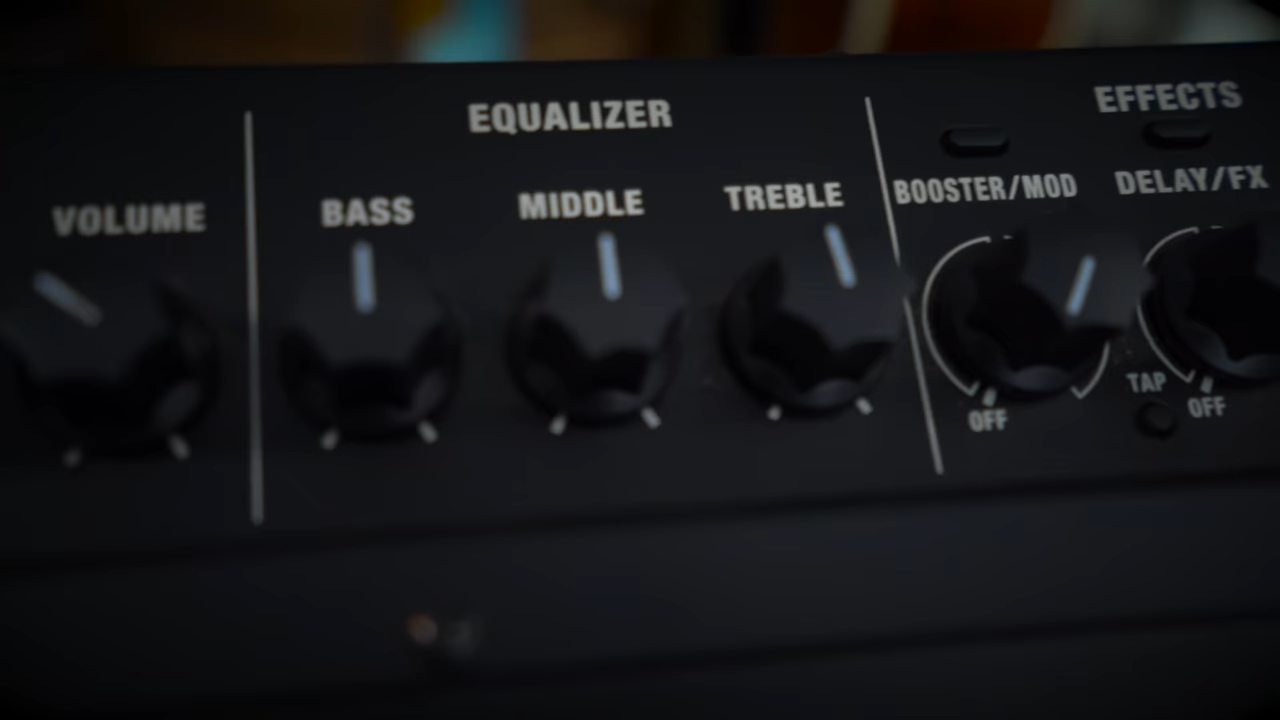 EQUALIZER
EFFECTS
VOLUME
BASS
MIDDLE
TREBLE
BOOSTER/MOD
DELAY/FX
TAP
OFF
OFF